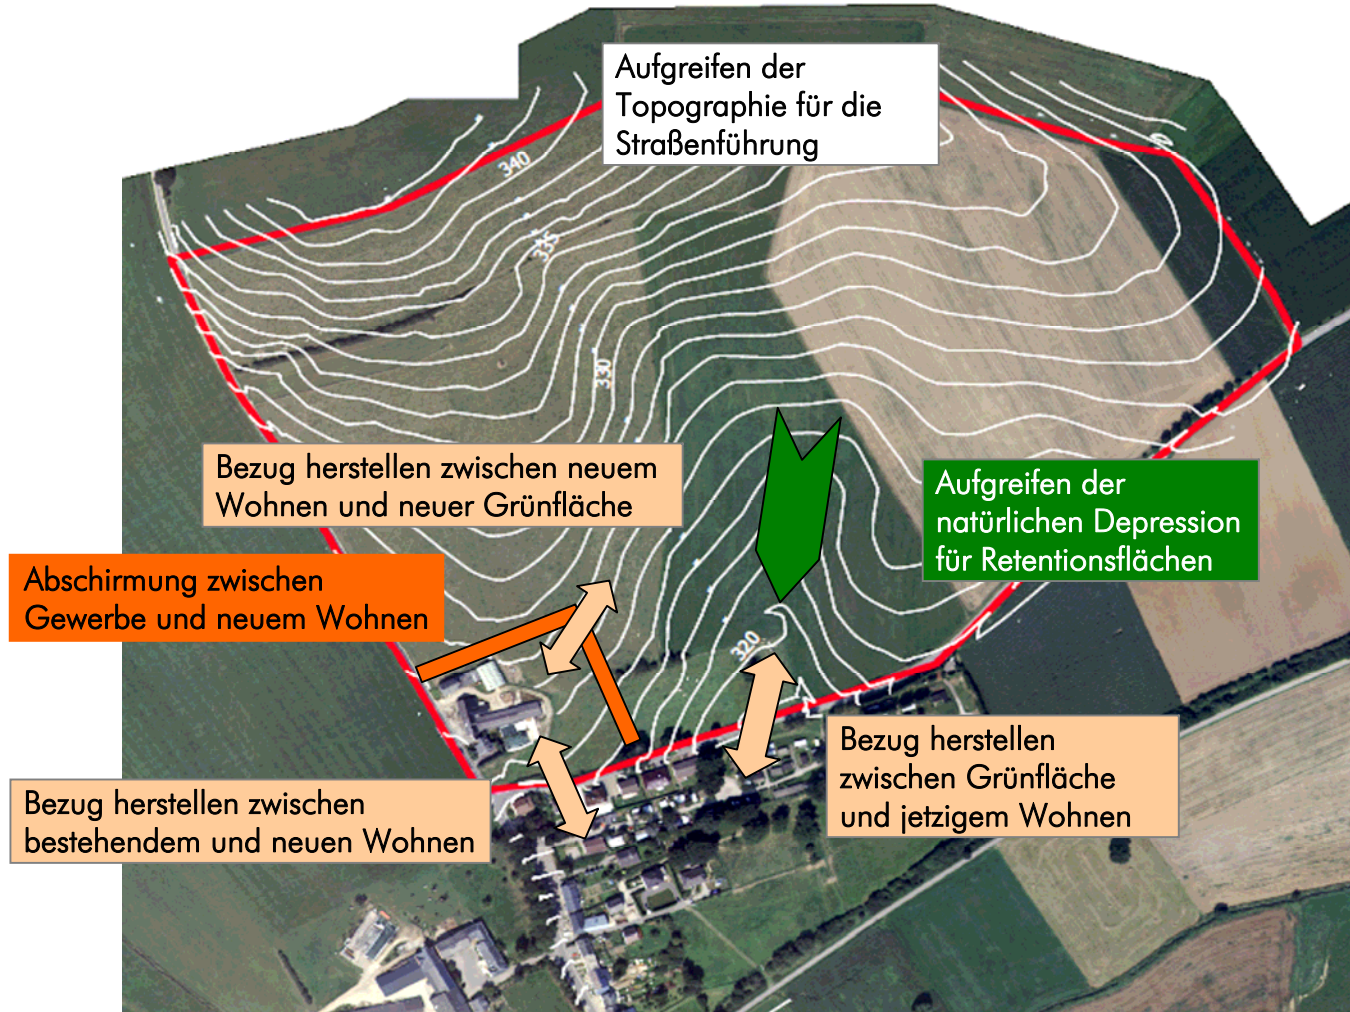 Aufgreifen der
Topographie für die
Straßenführung
340
335
330
Bezug herstellen zwischen neuem
Wohnen und neuer Grünfläche
Aufgreifen der
natürlichen Depression
für Retentionsflächen
Abschirmung zwischen
Gewerbe und neuem Wohnen
320
Bezug herstellen
zwischen Grünfläche
und jetzigem Wohnen
Bezug herstellen zwischen
bestehendem und neuen Wohnen